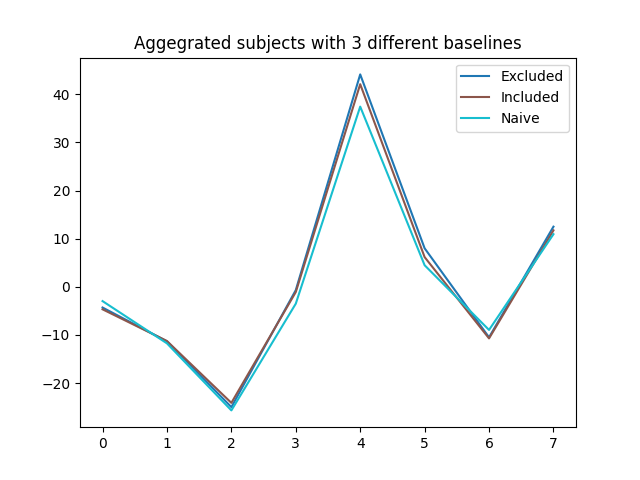 Aggegrated subjects with 3 different baselines
Excluded
Included
Naive
40
30
20
10
0
−10
−20
0 1 2 3 4 5 6 7